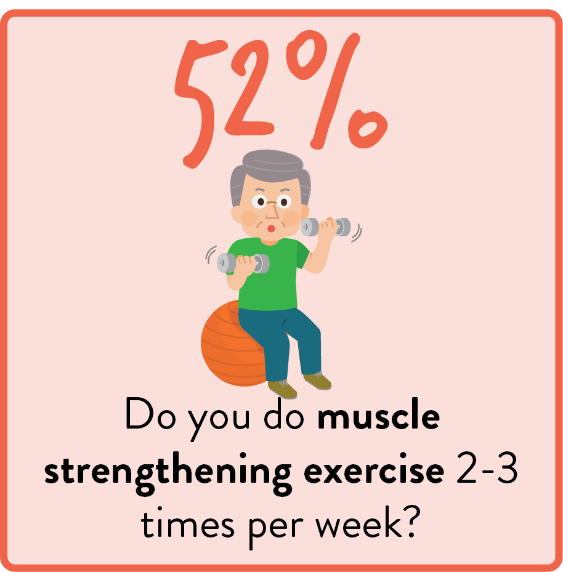 52%
Do you do muscle
strengthening exercise 2-3
times per week?